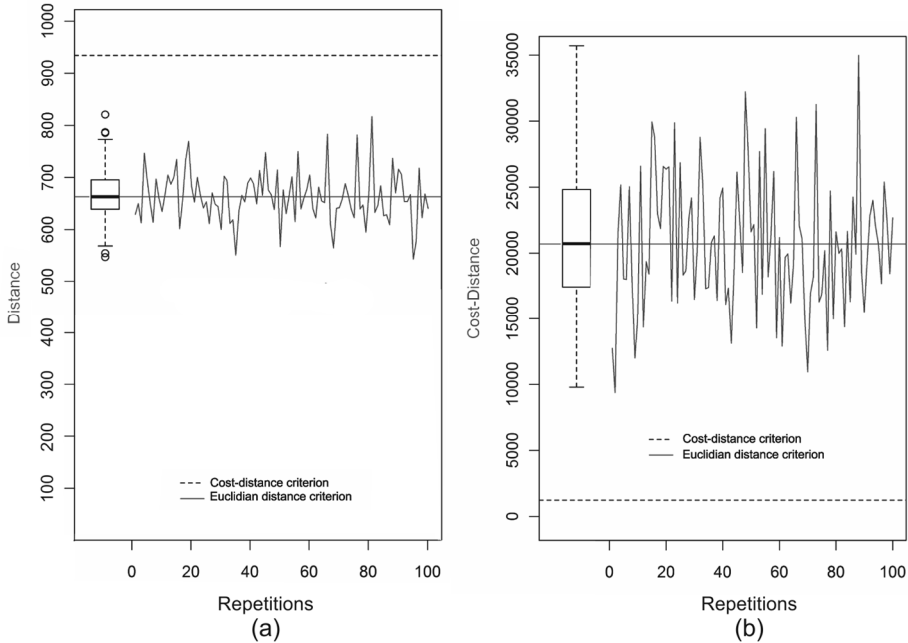 1000
900
800
700
600
500
400
300
200
100
Distance
Cost-distance criterion
Euclidian distance criterion
0 20 40 60 80 100
Repetitions
(a)
35000
30000
25000
20000
15000
10000
5000
0
Cost-Distance
Cost-distance criterion
Euclidian distance criterion
0 20 40 60 80 100
Repetitions
(b)